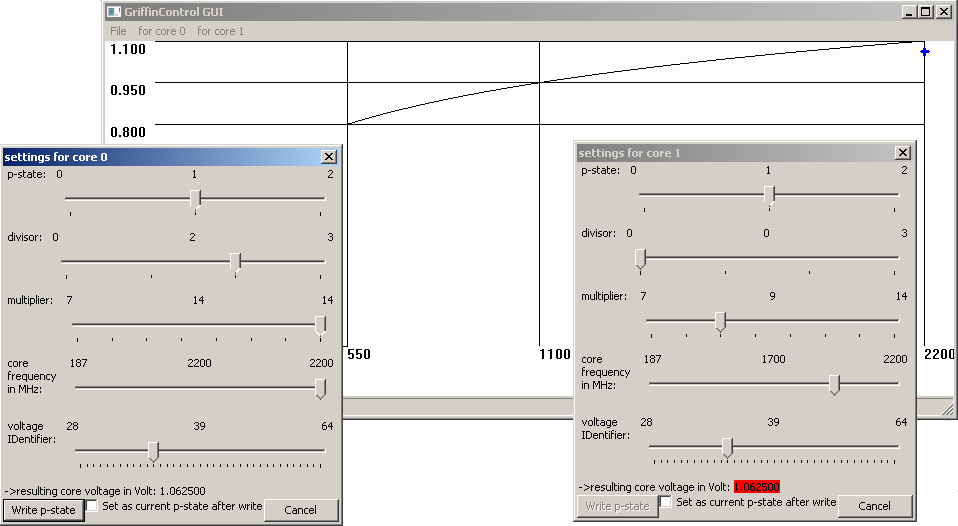 GriffinControl GUI
File for core 0 for core 1
1.100
0.950
0.800
550 1100 2200
settings for core 0
p-state: 0 1 2
divisor: 0 2 3
multiplier: 7 14 14
core frequency in MHz: 187 2200 2200
voltage IDentifier: 28 39 64
->resulting core voltage in Volt: 1.062500
Write p-state Set as current p-state after write Cancel
settings for core 1
p-state: 0 1 2
divisor: 0 0 3
multiplier: 7 9 14
core frequency in MHz: 187 1700 2200
voltage IDentifier: 28 39 64
->resulting core voltage in Volt: 1.062500
Write p-state Set as current p-state after write Cancel